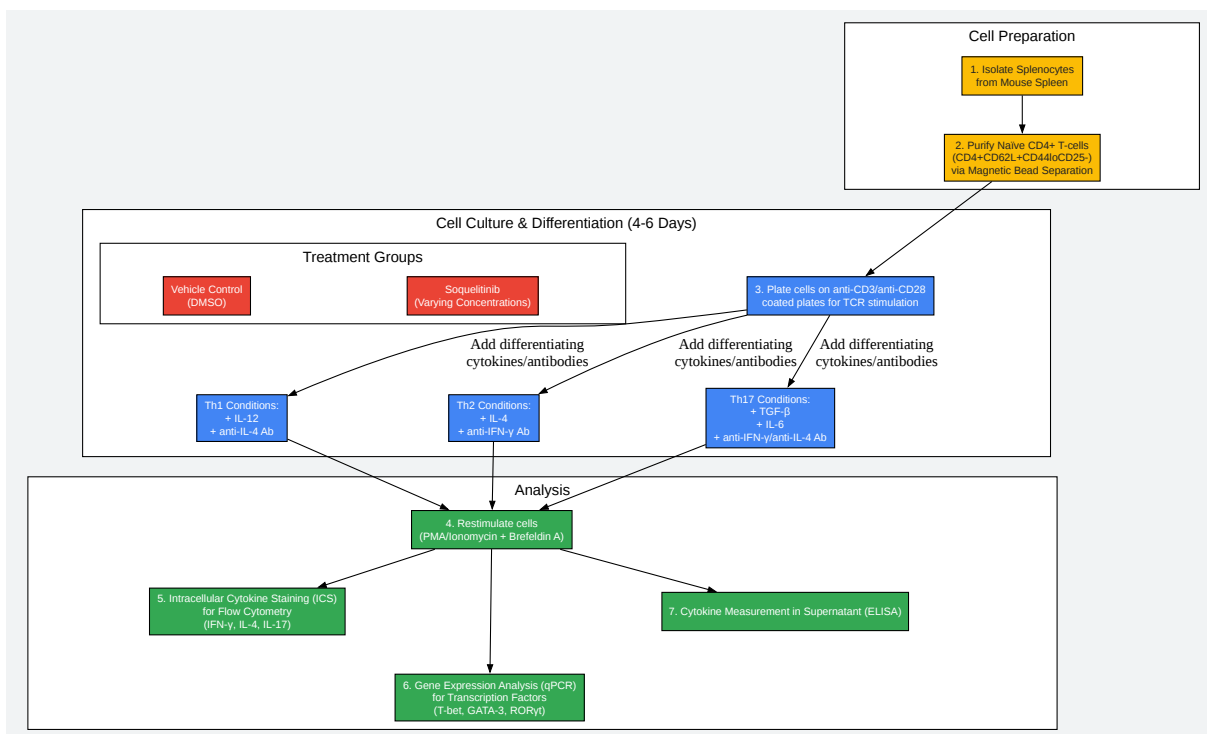 Cell Preparation
1. Isolate Splenocytes
from Mouse Spleen
2. Purify Naïve CD4+ T-cells
(CD4+CD62L+CD44loCD25-)
via Magnetic Bead Separation
Cell Culture & Differentiation (4-6 Days)
Treatment Groups
Vehicle Control
(DMSO)
Soquelitinib
(Varying Concentrations)
3. Plate cells on anti-CD3/anti-CD28
coated plates for TCR stimulation
Add differentiating
cytokines/antibodies
Add differentiating
cytokines/antibodies
Add differentiating
cytokines/antibodies
Th1 Conditions:
+ IL-12
+ anti-IL-4 Ab
Th2 Conditions:
+ IL-4
+ anti-IFN-γ Ab
Th17 Conditions:
+ TGF-β
+ IL-6
+ anti-IFN-γ/anti-IL-4 Ab
Analysis
4. Restimulate cells
(PMA/Ionomycin + Brefeldin A)
5. Intracellular Cytokine Staining (ICS)
for Flow Cytometry
(IFN-γ, IL-4, IL-17)
7. Cytokine Measurement in Supernatant (ELISA)
6. Gene Expression Analysis (qPCR)
for Transcription Factors
(T-bet, GATA-3, RORγt)